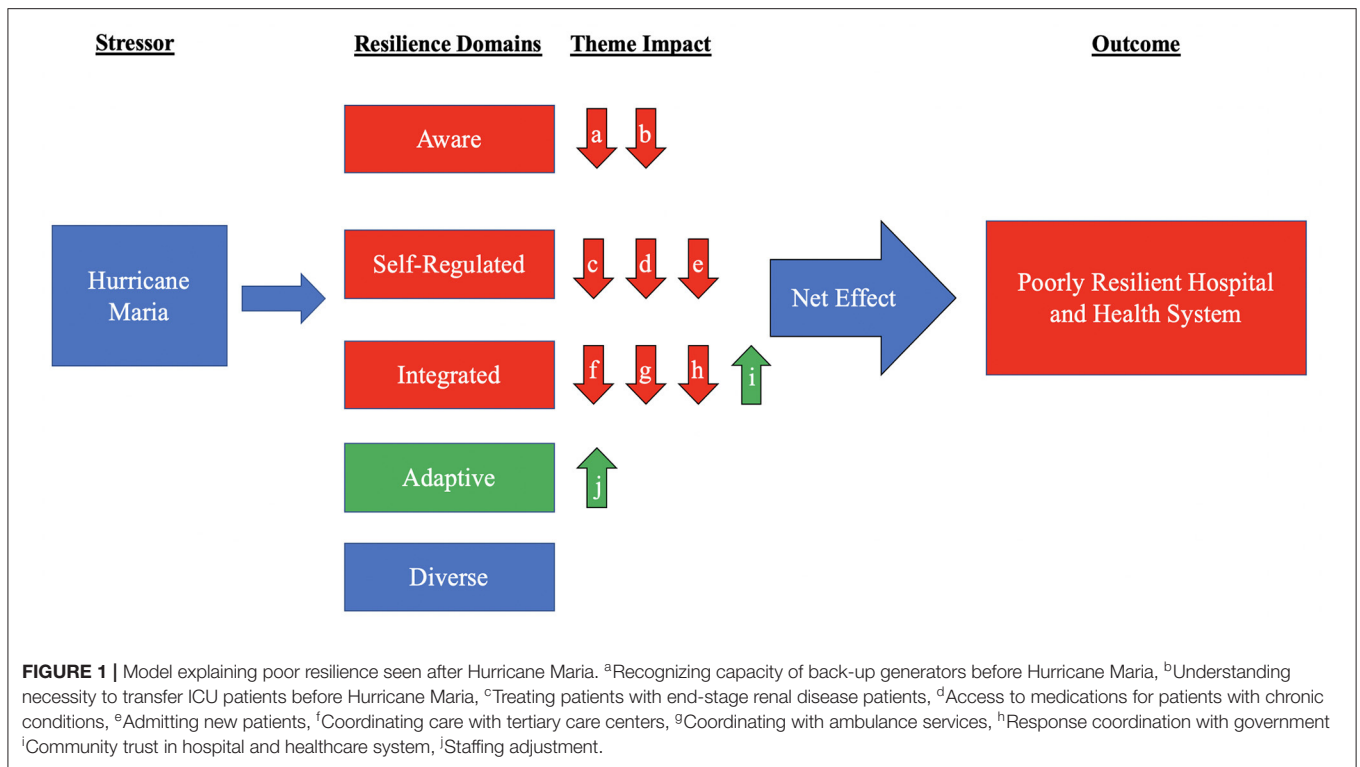 Stressor Resilience Domains Theme Impact Outcome
Aware a b
Hurricane
Maria
Self-Regulated c d e
Integrated f g h i
Adaptive j
Diverse
Net Effect
Poorly Resilient Hospital
and Health System
FIGURE 1 | Model explaining poor resilience seen after Hurricane Maria. aRecognizing capacity of back-up generators before Hurricane Maria, bUnderstanding
necessity to transfer ICU patients before Hurricane Maria, cTreating patients with end-stage renal disease patients, dAccess to medications for patients with chronic
conditions, eAdmitting new patients, fCoordinating care with tertiary care centers, gCoordinating with ambulance services, hResponse coordination with government
iCommunity trust in hospital and healthcare system, jStaffing adjustment.